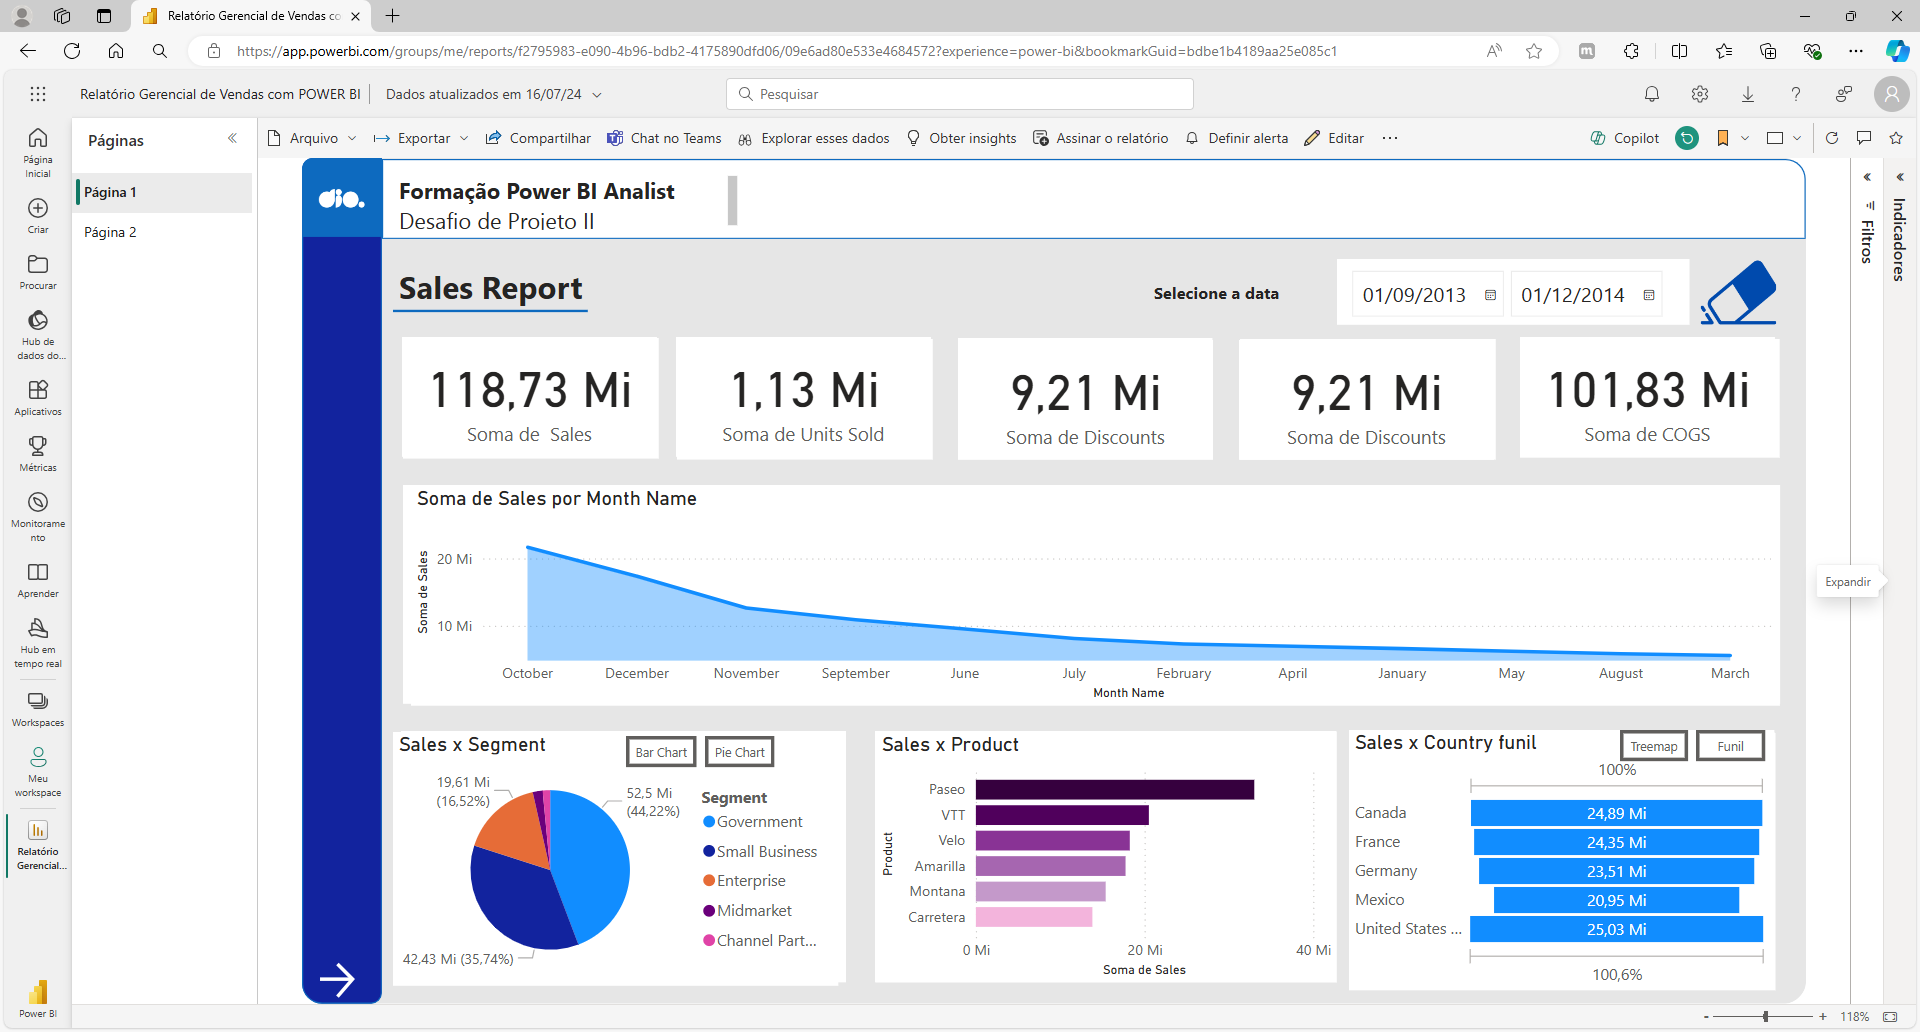 Relatório Gerencial de Vendas co
https://app.powerbi.com/groups/me/reports/f2795983-e090-4b96-bdb2-4175890dfd06/09e6ad80e533e4684572?experience=power-bi&bookmarkGuid=bdbe1b4189aa25e085c1
Relatório Gerencial de Vendas com POWER BI
Dados atualizados em 16/07/24
Pesquisar
Página Inicial
Criar
Procurar
Hub de dados do...
Aplicativos
Métricas
Monitorame
nto
Aprender
Hub em tempo real
Workspaces
Meu workspace
Relatório Gerencial...
Power BI
Páginas
Página 1
Página 2
Arquivo
Exportar
Compartilhar
Chat no Teams
Explorar esses dados
Obter insights
Assinar o relatório
Definir alerta
Editar
Copilot
dio.
Formação Power BI Analist
Desafio de Projeto II
Sales Report
Selecione a data
01/09/2013
01/12/2014
118,73 Mi
Soma de Sales
1,13 Mi
Soma de Units Sold
9,21 Mi
Soma de Discounts
9,21 Mi
Soma de Discounts
101,83 Mi
Soma de COGS
Soma de Sales por Month Name
Soma de Sales
20 Mi
10 Mi
October
December
November
September
June
July
February
April
January
May
August
March
Month Name
Sales x Segment
Bar Chart
Pie Chart
19,61 Mi
(16,52%)
52,5 Mi
(44,22%)
42,43 Mi (35,74%)
Segment
Government
Small Business
Enterprise
Midmarket
Channel Part...
Sales x Product
Product
Paseo
VTT
Velo
Amarilla
Montana
Carretera
0 Mi
20 Mi
40 Mi
Soma de Sales
Sales x Country funil
Treemap
Funil
100%
Canada
24,89 Mi
France
24,35 Mi
Germany
23,51 Mi
Mexico
20,95 Mi
United States ...
25,03 Mi
100,6%
Filtros
Indicadores
Expandir
- + 118%